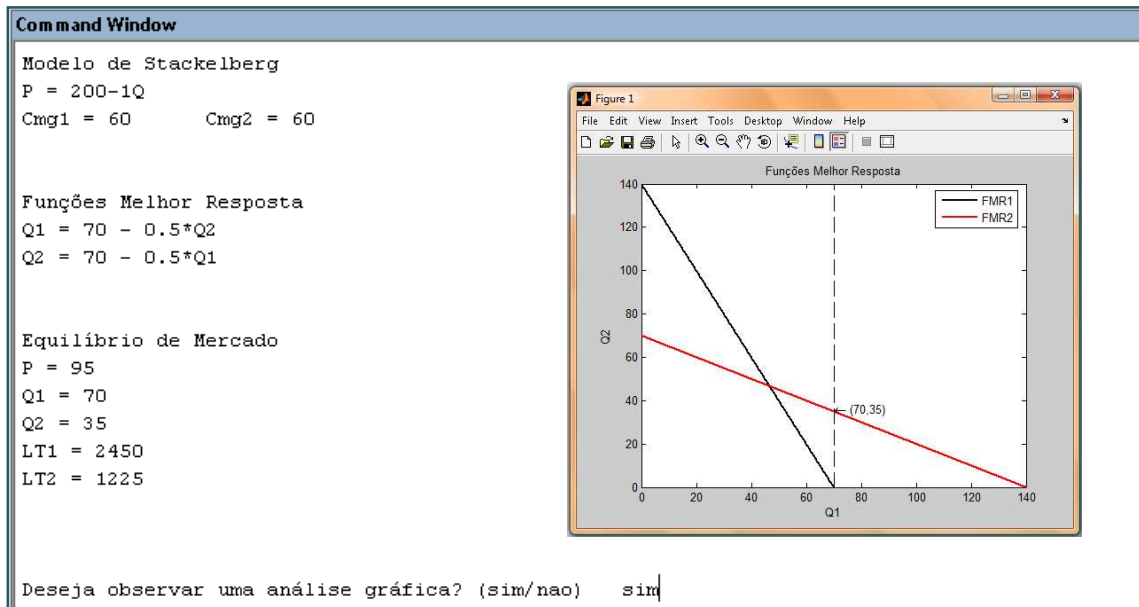 Command Window
Modelo de Stackelberg
P = 200-1Q
Cmg1 = 60 Cmg2 = 60
Funções Melhor Resposta
Q1 = 70 - 0.5*Q2
Q2 = 70 - 0.5*Q1
Equilíbrio de Mercado
P = 95
Q1 = 70
Q2 = 35
LT1 = 2450
LT2 = 1225
Deseja observar uma análise gráfica? (sim/nao) sim
Figure 1
File Edit View Insert Tools Desktop Window Help
Funções Melhor Resposta
FMR1
FMR2
140
120
100
80
60
40
20
0
Q2
(70,35)
0 20 40 60 80 100 120 140
Q1